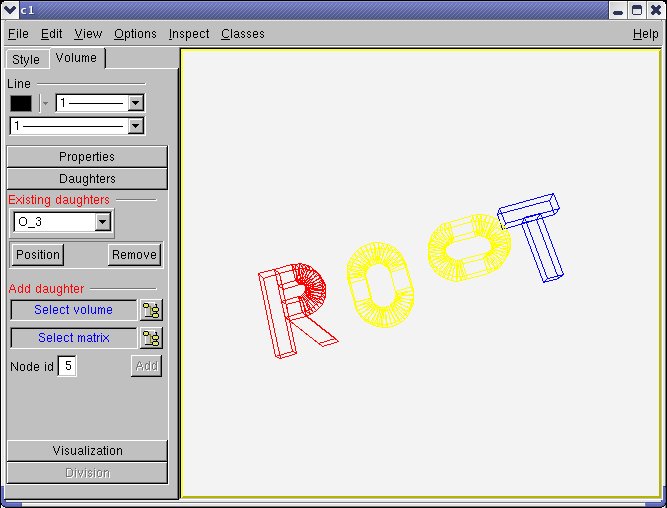 c1
File Edit View Options Inspect Classes Help
Style Volume
Line
1
1
Properties
Daughters
Existing daughters
O_3
Position Remove
Add daughter
Select volume
Select matrix
Node id 5 Add
Visualization
Division
ROOT